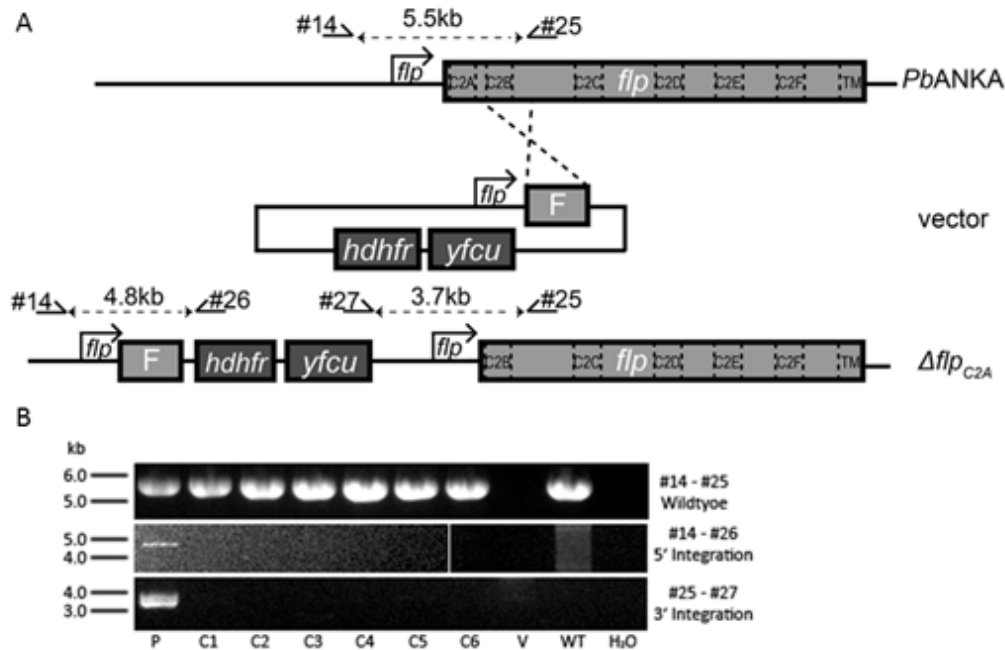 A
#14 5.5kb #25
flp
C2A C2B C2C flp C2D C2E C2F TM
PbANKA
flp F
hdhfr yfcu
vector
#14 4.8kb #26 #27 3.7kb #25
flp F hdhfr yfcu flp C2B C2C flp C2D C2E C2F TM
Δflp C2A
B
kb
6.0
5.0
#14 - #25
Wildtyoe
5.0
4.0
#14 - #26
5' Integration
4.0
3.0
#25 - #27
3' Integration
P C1 C2 C3 C4 C5 C6 V WT H₂O